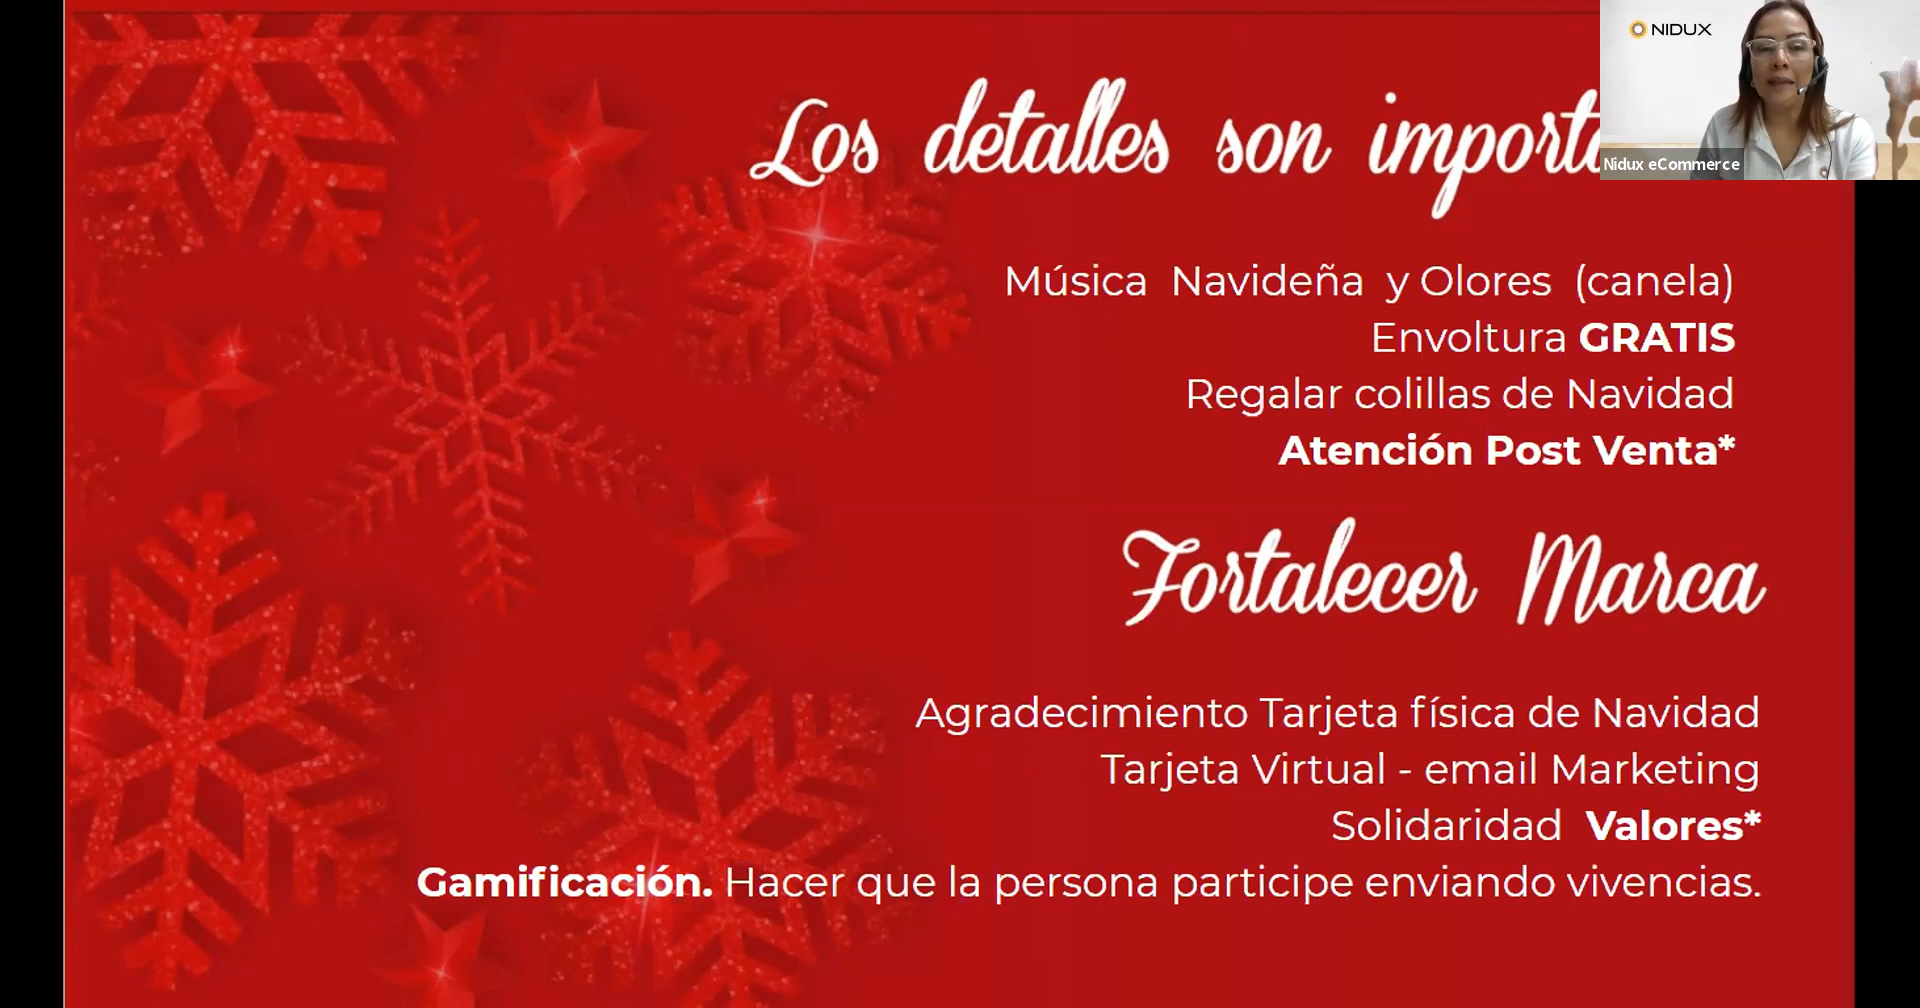 Los detalles son importa
NIDUX
Nidux eCommerce
Música Navideña y Olores (canela)
Envoltura GRATIS
Regalar colillas de Navidad
Atención Post Venta*
Fortalecer Marca
Agradecimiento Tarjeta física de Navidad
Tarjeta Virtual - email Marketing
Solidaridad Valores*
Gamificación. Hacer que la persona participe enviando vivencias.